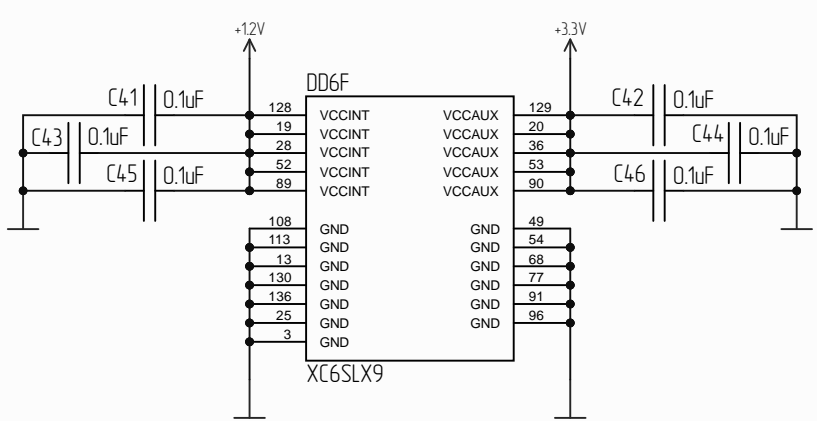 +1.2V +3.3V
DD6F
C41 0.1uF 128 VCCINT VCCAUX 129 C42 0.1uF
19 VCCINT VCCAUX 20
C43 0.1uF 28 VCCINT VCCAUX 36 C44 0.1uF
52 VCCINT VCCAUX 53
C45 0.1uF 89 VCCINT VCCAUX 90 C46 0.1uF
108 GND GND 49
113 GND GND 54
13 GND GND 68
130 GND GND 77
136 GND GND 91
25 GND GND 96
3 GND
XC6SLX9